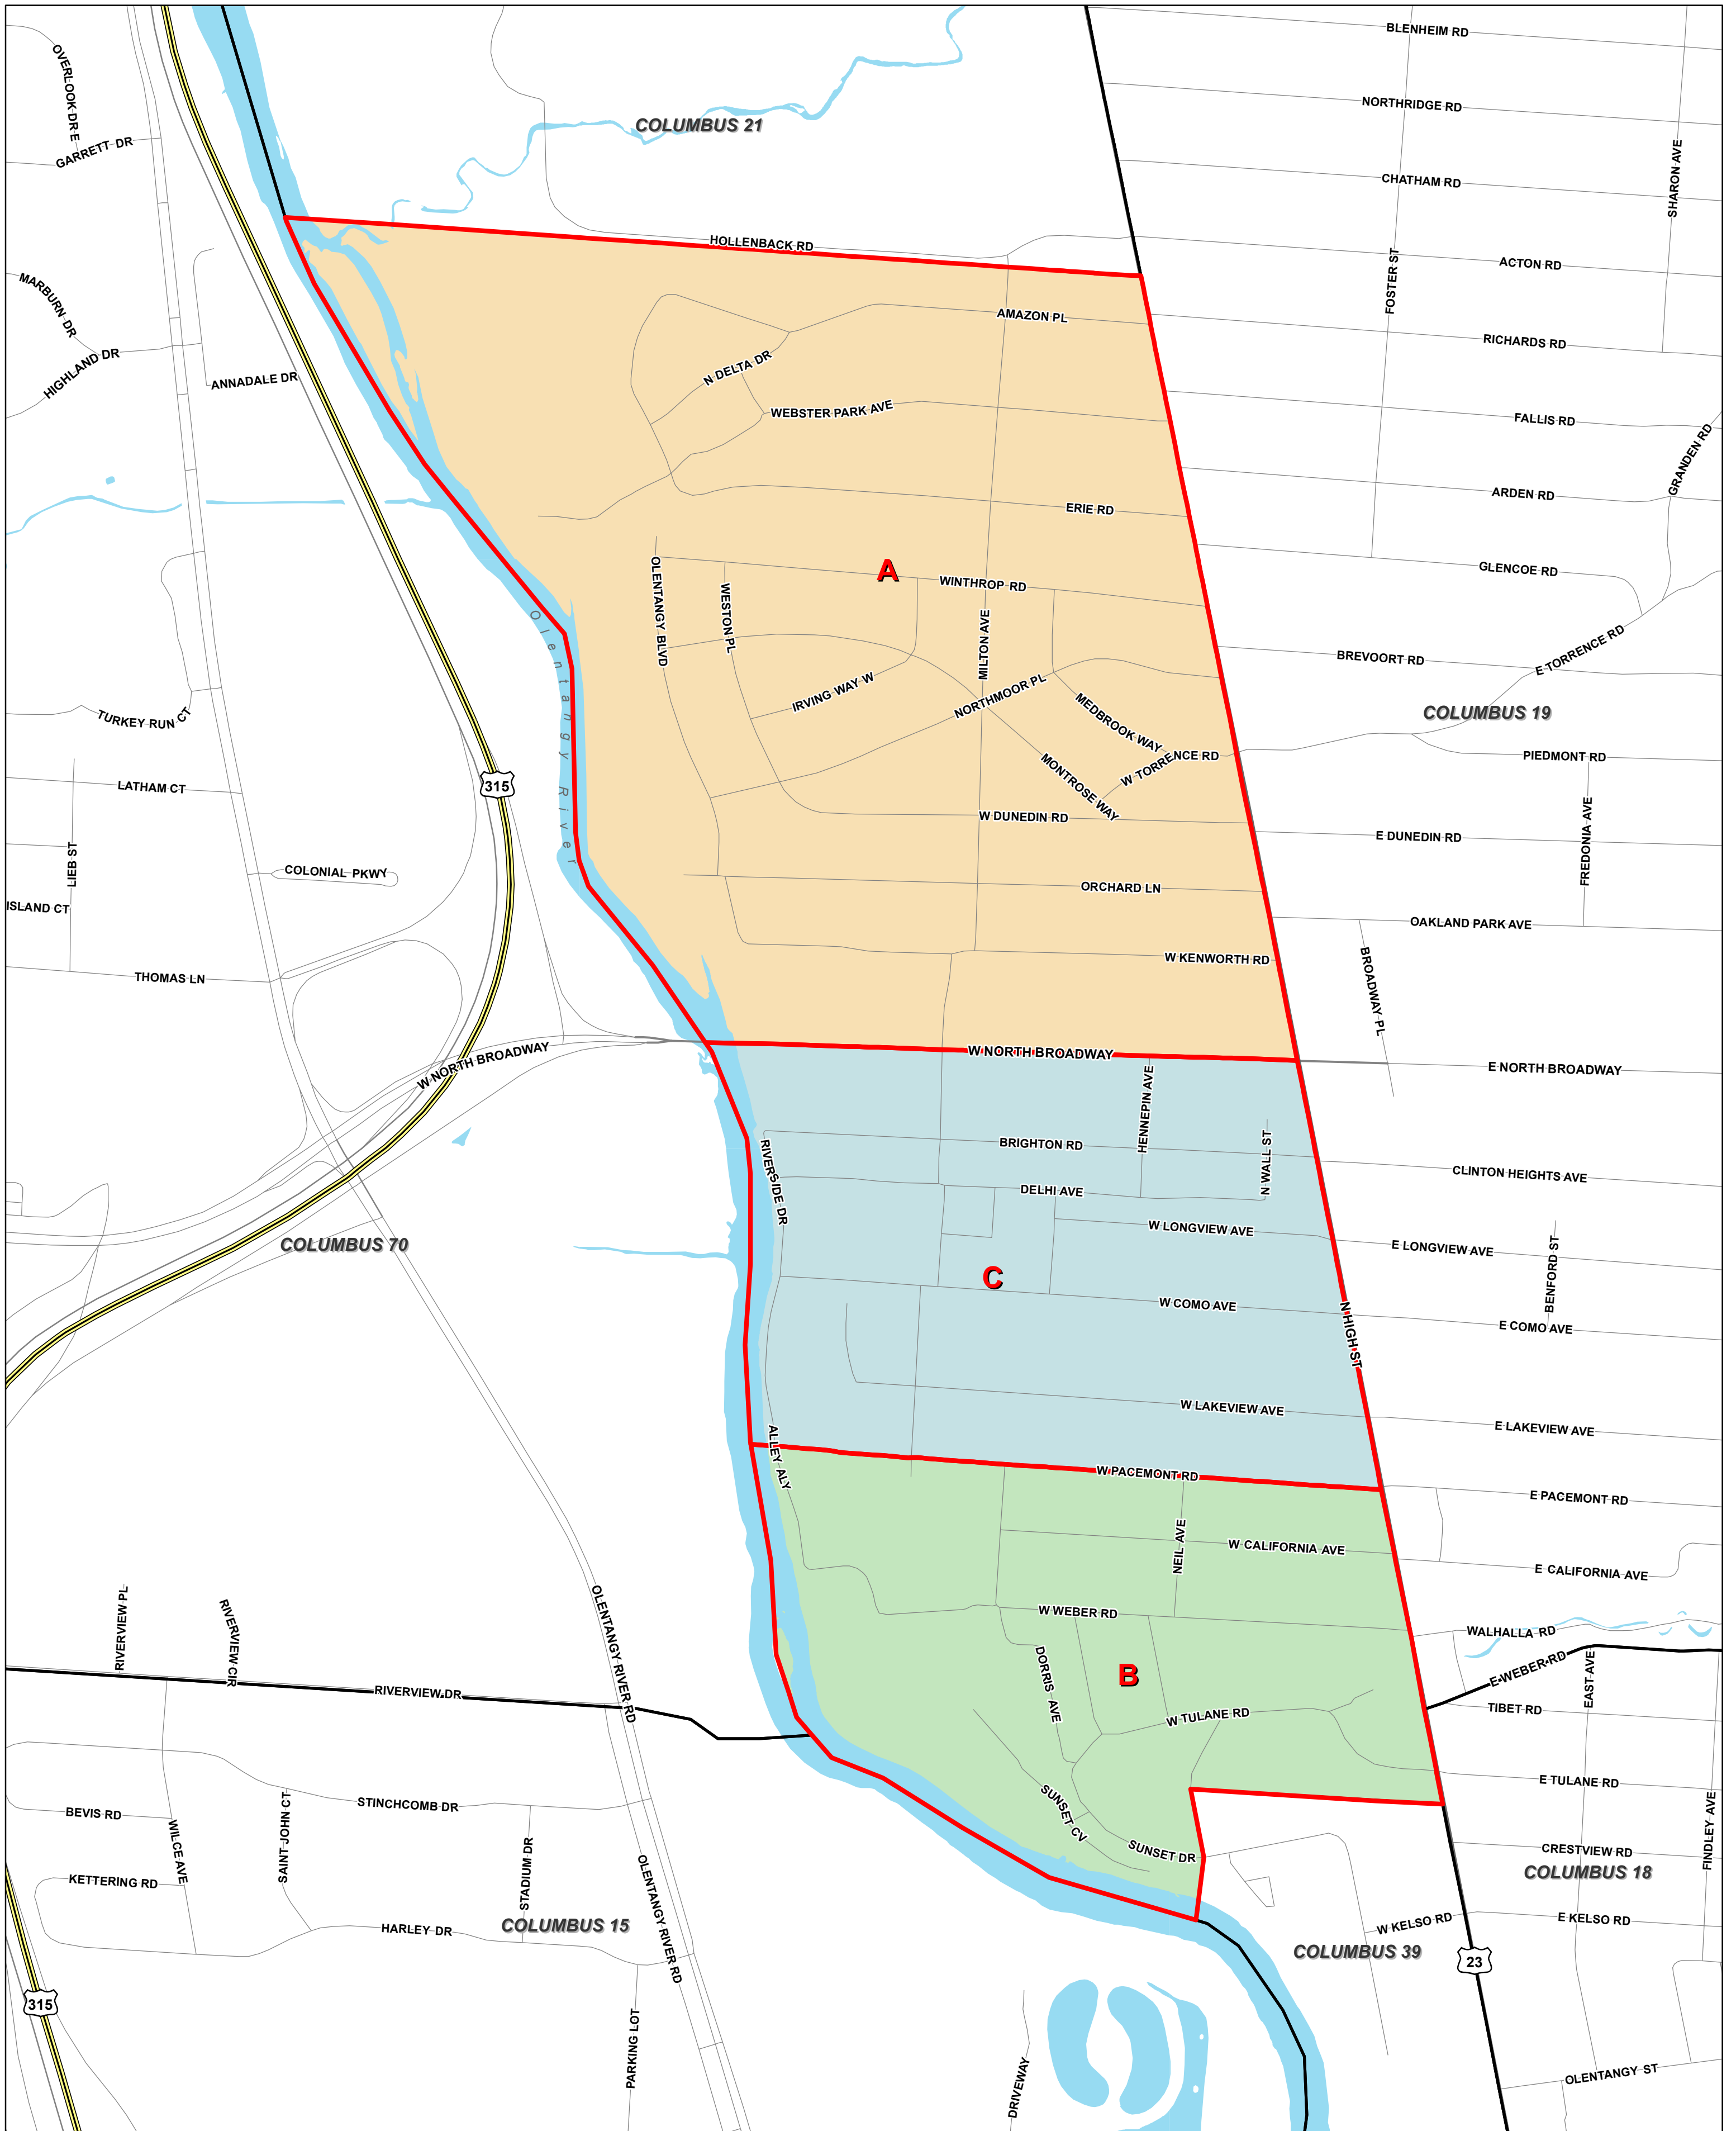 BLENHEIM RD
OVERLOOK DR E
NORTHRIDGE RD
COLUMBUS 21
GARRETT DR
SHARON AVE
CHATHAM RD
HOLLENBACK RD
ACTON RD
FOSTER ST
MARBURN DR
AMAZON PL
RICHARDS RD
HIGHLAND DR
N DELTA DR
ANNADALE DR
WEBSTER PARK AVE
FALLIS RD
GRANDEN RD
ARDEN RD
ERIE RD
GLENCOE RD
A
WINTHROP RD
OLENTANGY BLVD
WESTON PL
MILTON AVE
Olentangy River
BREVOORT RD
E TORRENCE RD
IRVING WAY W
NORTHMOOR PL
MEDBROOK WAY
COLUMBUS 19
TURKEY RUN CT
W TORRENCE RD
PIEDMONT RD
MONTROSE WAY
315
LATHAM CT
W DUNEDIN RD
E DUNEDIN RD
FREDONIA AVE
LIEB ST
COLONIAL PKWY
ORCHARD LN
ISLAND CT
OAKLAND PARK AVE
W KENWORTH RD
BROADWAY PL
THOMAS LN
W NORTH BROADWAY
W NORTH BROADWAY
E NORTH BROADWAY
HENNEPIN AVE
BRIGHTON RD
N WALL ST
RIVERSIDE DR
CLINTON HEIGHTS AVE
DELHI AVE
W LONGVIEW AVE
E LONGVIEW AVE
COLUMBUS 70
BENFORD ST
C
W COMO AVE
N HIGH ST
E COMO AVE
W LAKEVIEW AVE
E LAKEVIEW AVE
ALLEY ALY
W PACEMONT RD
E PACEMONT RD
NEIL AVE
W CALIFORNIA AVE
E CALIFORNIA AVE
RIVERVIEW PL
RIVERVIEW CIR
OLENTANGY RIVER RD
W WEBER RD
WALHALLA RD
E WEBER RD
B
DORRIS AVE
EAST AVE
RIVERVIEW DR
W TULANE RD
TIBET RD
E TULANE RD
STINCHCOMB DR
BEVIS RD
WILCE AVE
SAINT JOHN CT
SUNSET CV
SUNSET DR
STADIUM DR
CRESTVIEW RD
FINDLEY AVE
COLUMBUS 18
KETTERING RD
OLENTANGY RIVER RD
HARLEY DR
COLUMBUS 15
W KELSO RD
E KELSO RD
COLUMBUS 39
23
315
PARKING LOT
DRIVEWAY
OLENTANGY ST